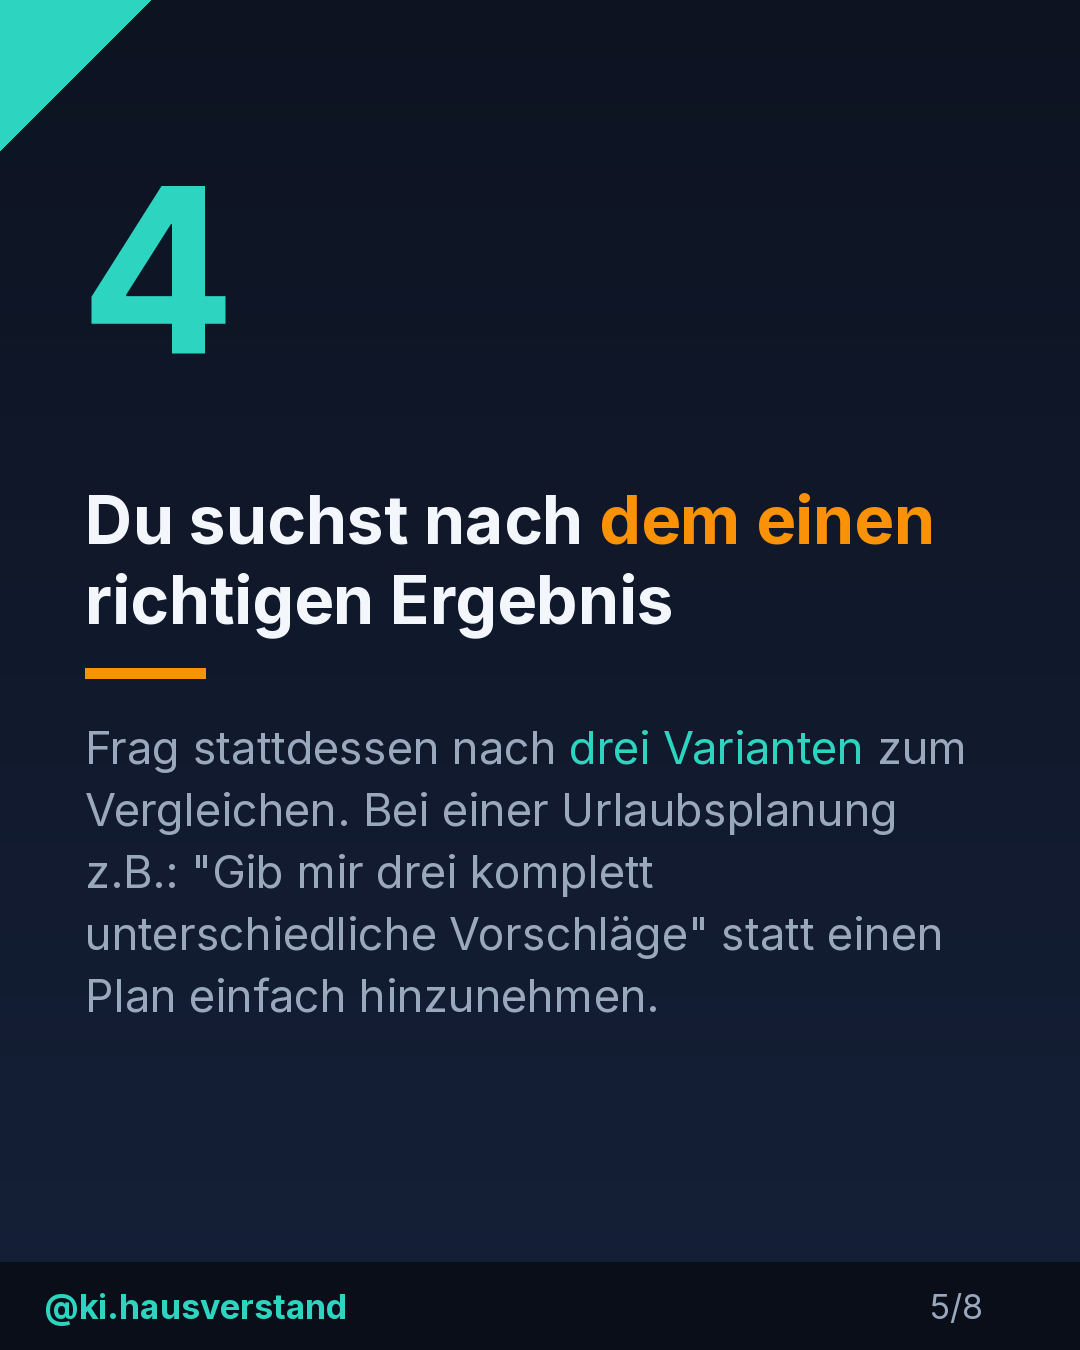 4
Du suchst nach dem einen
richtigen Ergebnis
Frag stattdessen nach drei Varianten zum
Vergleichen. Bei einer Urlaubsplanung
z.B.: "Gib mir drei komplett
unterschiedliche Vorschläge" statt einen
Plan einfach hinzunehmen.
@ki.hausverstand
5/8